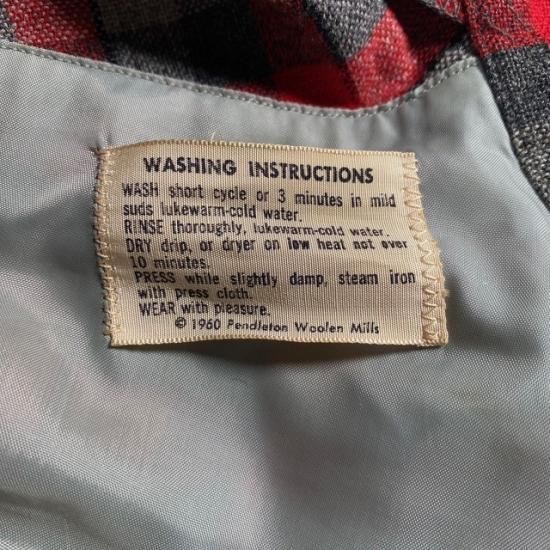 WASHING INSTRUCTIONS
WASH short cycle or 3 minutes in mild
suds lukewarm-cold water.
RINSE thoroughly, lukewarm-cold water.
DRY drip, or dryer on low heat not over
10 minutes.
PRESS while slightly damp, steam iron
with press cloth.
WEAR with pleasure.
© 1960 Pendleton Woolen Mills